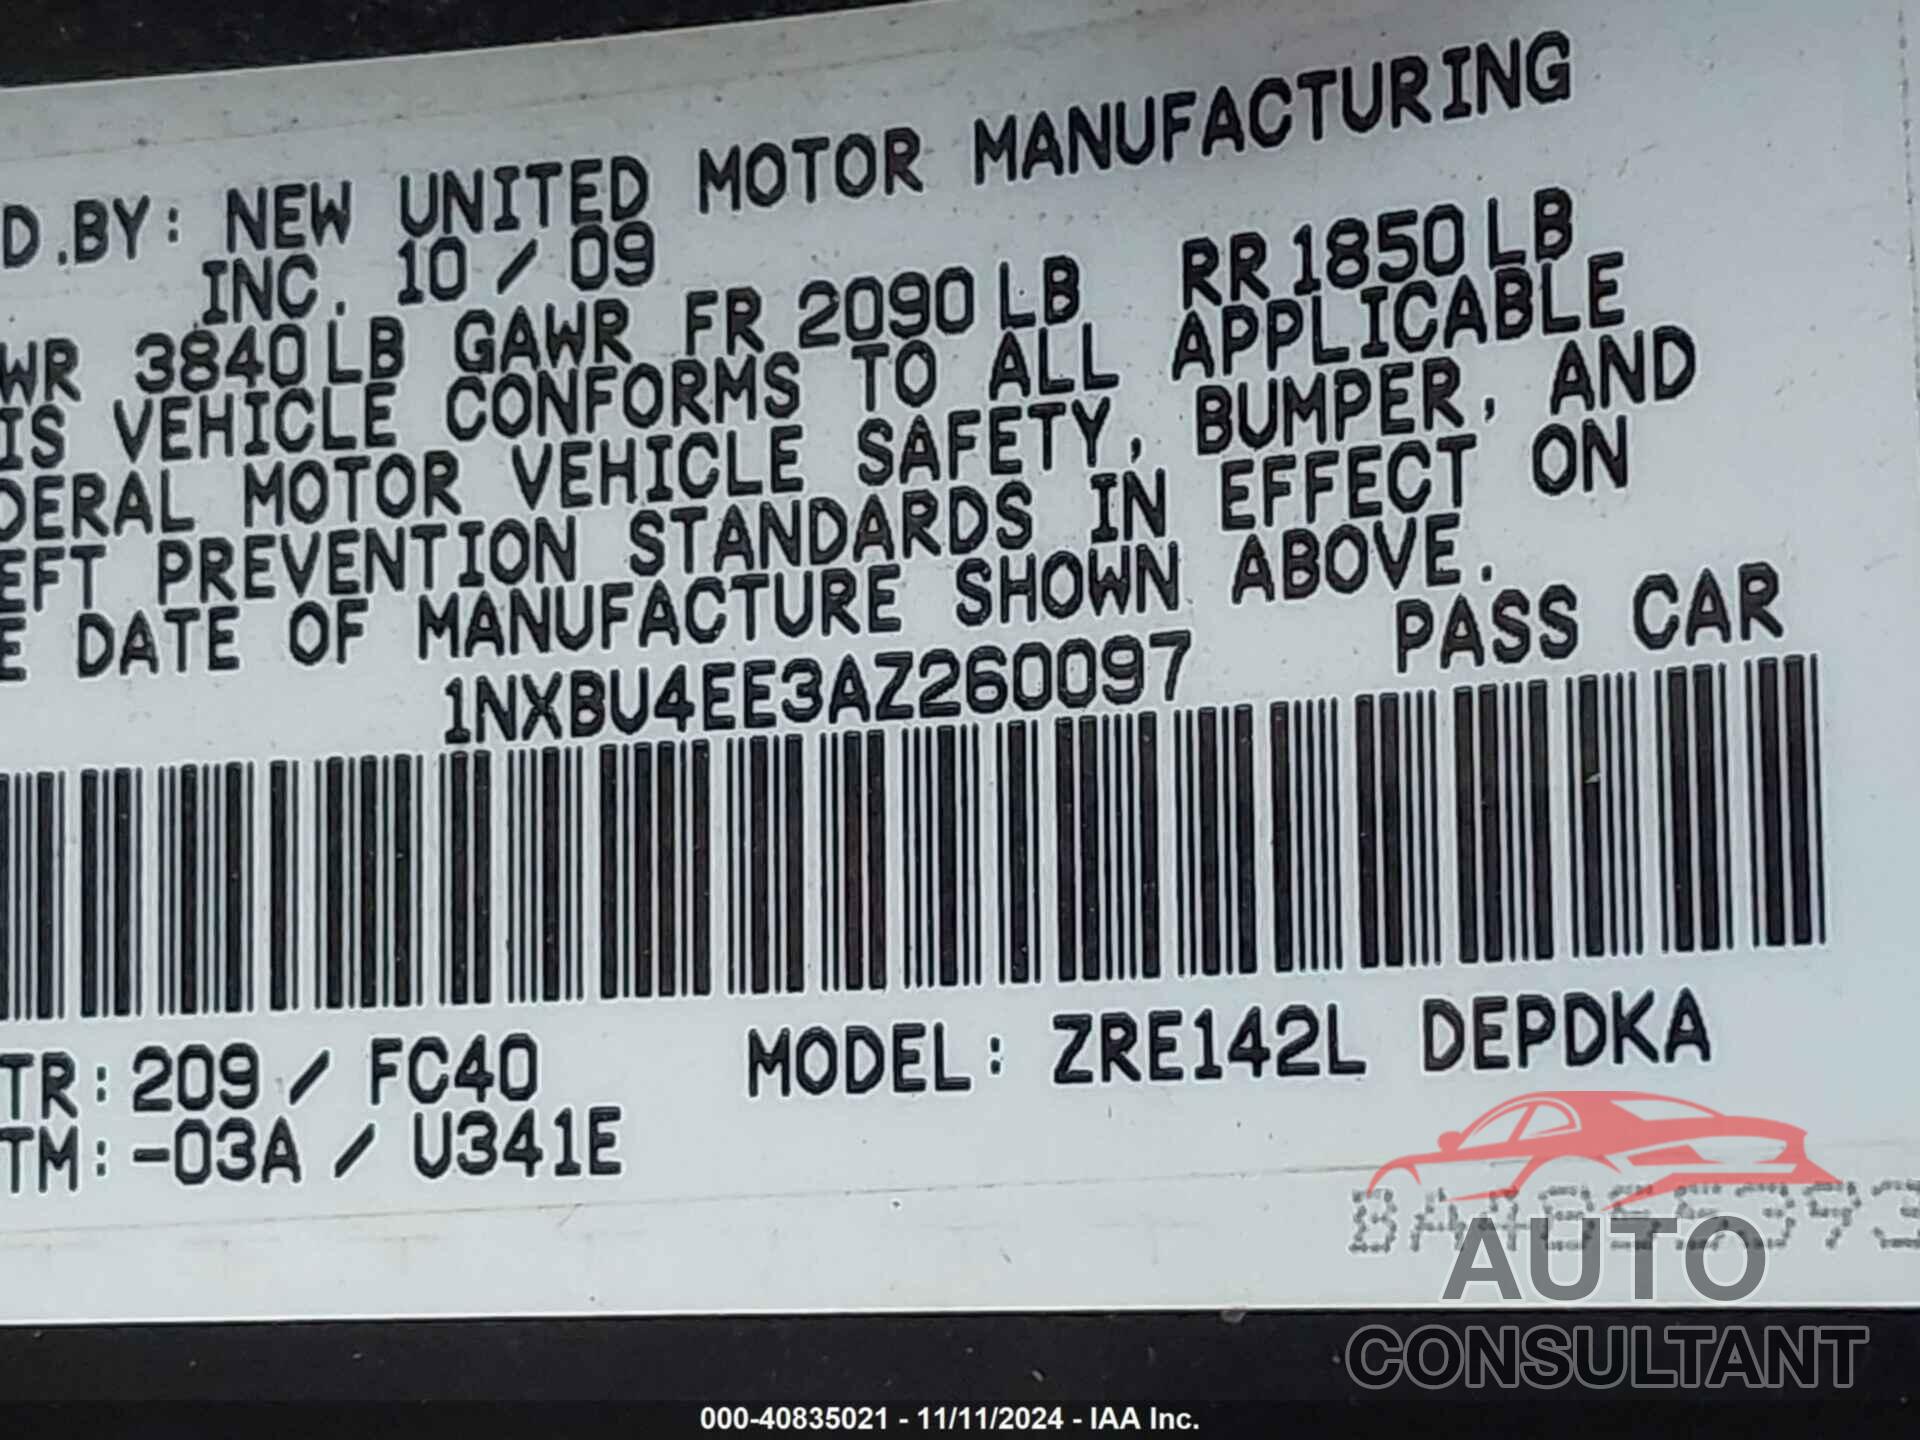 D.BY: NEW UNITED MOTOR MANUFACTURING
INC. 10 / 09
WR 3840LB GAWR FR 2090LB RR 1850LB
IS VEHICLE CONFORMS TO ALL APPLICABLE
DERAL MOTOR VEHICLE SAFETY, BUMPER, AND
EFT PREVENTION STANDARDS IN EFFECT ON
E DATE OF MANUFACTURE SHOWN ABOVE.
1NXBU4EE3AZ260097 PASS CAR
TR: 209 / FC40 MODEL: ZRE142L DEPDKA
TM: -03A / U341E
AUTO
CONSULTANT
000-40835021 - 11/11/2024 - IAA Inc.